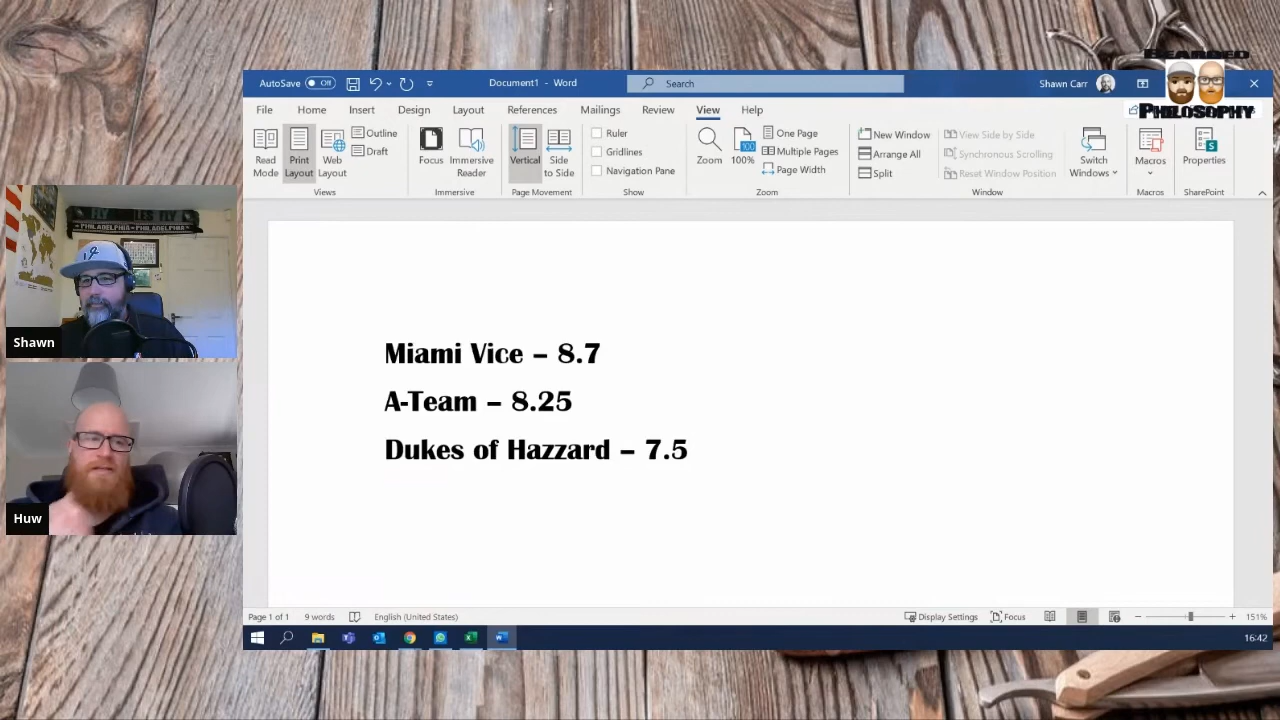 BEARDED
PHILOSOPHY
AutoSave Off Document1 - Word Search Shawn Carr
File Home Insert Design Layout References Mailings Review View Help
Read Mode
Print Layout
Web Layout
Outline
Draft
Views
Focus
Immersive Reader
Immersive
Vertical
Side to Side
Page Movement
Ruler
Gridlines
Navigation Pane
Show
Zoom
100
100%
One Page
Multiple Pages
Page Width
Zoom
New Window
Arrange All
Split
View Side by Side
Synchronous Scrolling
Reset Window Position
Switch Windows
Window
Macros
Macros
Properties
SharePoint
PHILADELPHIA PHILADELPHIA
Shawn
Huw
Miami Vice – 8.7
A-Team – 8.25
Dukes of Hazzard – 7.5
Page 1 of 1 9 words English (United States) Display Settings Focus 151%
16:42